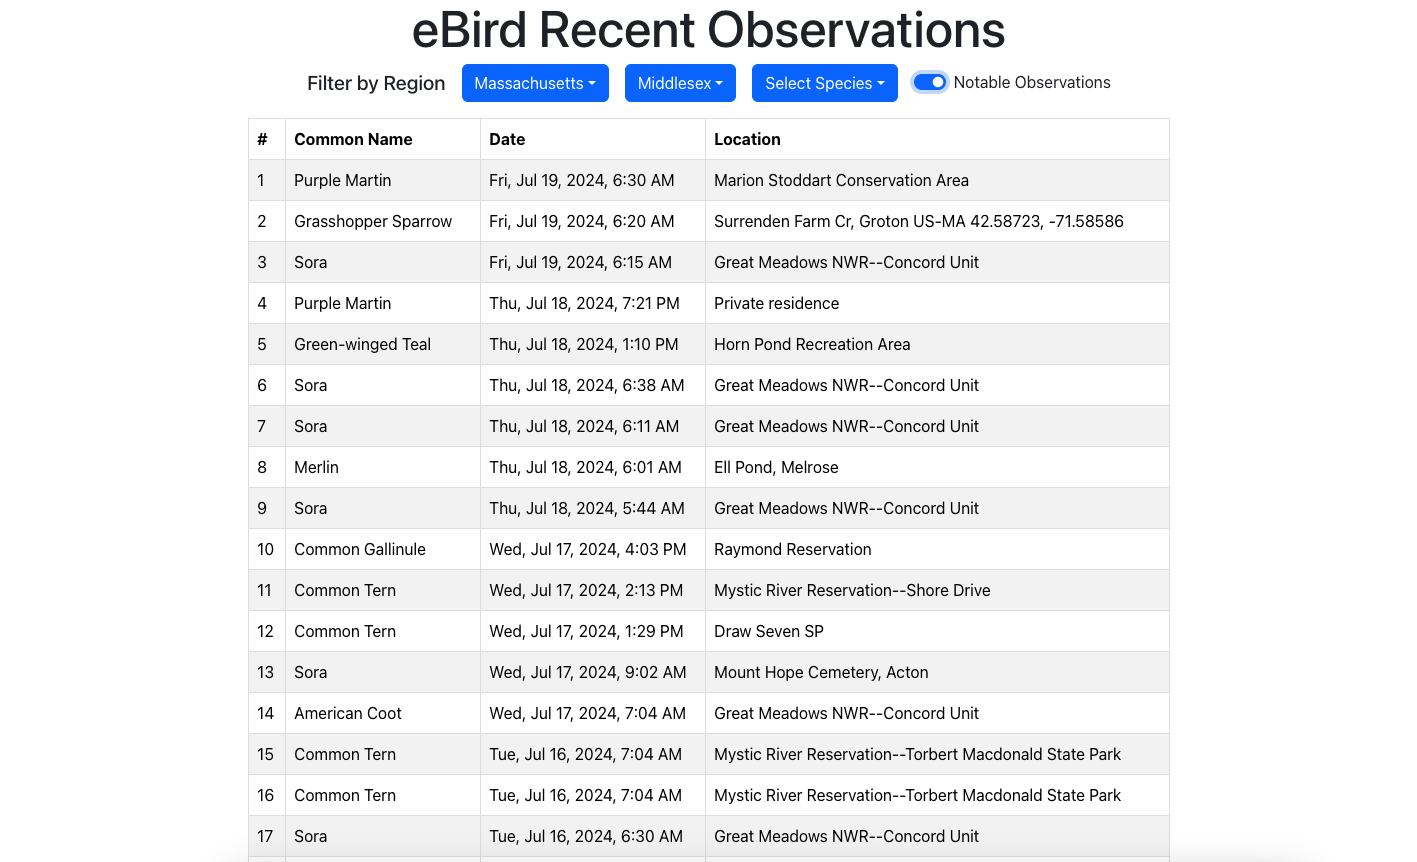 eBird Recent Observations
Filter by Region Massachusetts Middlesex Select Species Notable Observations
# Common Name Date Location
1 Purple Martin Fri, Jul 19, 2024, 6:30 AM Marion Stoddart Conservation Area
2 Grasshopper Sparrow Fri, Jul 19, 2024, 6:20 AM Surrenden Farm Cr, Groton US-MA 42.58723, -71.58586
3 Sora Fri, Jul 19, 2024, 6:15 AM Great Meadows NWR--Concord Unit
4 Purple Martin Thu, Jul 18, 2024, 7:21 PM Private residence
5 Green-winged Teal Thu, Jul 18, 2024, 1:10 PM Horn Pond Recreation Area
6 Sora Thu, Jul 18, 2024, 6:38 AM Great Meadows NWR--Concord Unit
7 Sora Thu, Jul 18, 2024, 6:11 AM Great Meadows NWR--Concord Unit
8 Merlin Thu, Jul 18, 2024, 6:01 AM Ell Pond, Melrose
9 Sora Thu, Jul 18, 2024, 5:44 AM Great Meadows NWR--Concord Unit
10 Common Gallinule Wed, Jul 17, 2024, 4:03 PM Raymond Reservation
11 Common Tern Wed, Jul 17, 2024, 2:13 PM Mystic River Reservation--Shore Drive
12 Common Tern Wed, Jul 17, 2024, 1:29 PM Draw Seven SP
13 Sora Wed, Jul 17, 2024, 9:02 AM Mount Hope Cemetery, Acton
14 American Coot Wed, Jul 17, 2024, 7:04 AM Great Meadows NWR--Concord Unit
15 Common Tern Tue, Jul 16, 2024, 7:04 AM Mystic River Reservation--Torbert Macdonald State Park
16 Common Tern Tue, Jul 16, 2024, 7:04 AM Mystic River Reservation--Torbert Macdonald State Park
17 Sora Tue, Jul 16, 2024, 6:30 AM Great Meadows NWR--Concord Unit